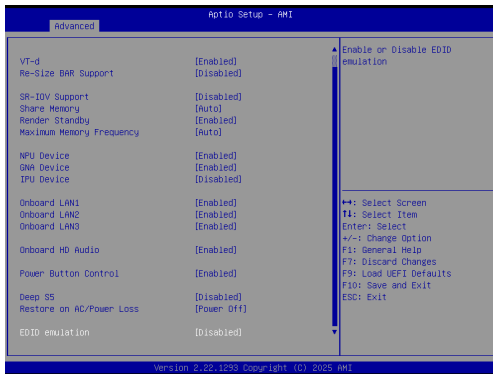 Aptio Setup - AMI
Advanced
VT-d [Enabled]
Re-Size BAR Support [Disabled]
SR-IOV Support [Disabled]
Share Memory [Auto]
Render Standby [Enabled]
Maximum Memory Frequency [Auto]
NPU Device [Enabled]
GNA Device [Enabled]
IPU Device [Disabled]
Onboard LAN1 [Enabled]
Onboard LAN2 [Enabled]
Onboard LAN3 [Enabled]
Onboard HD Audio [Enabled]
Power Button Control [Enabled]
Deep S5 [Disabled]
Restore on AC/Power Loss [Power Off]
EDID emulation [Disabled]
Enable or Disable EDID
emulation
↔: Select Screen
↑↓: Select Item
Enter: Select
+/-: Change Option
F1: General Help
F7: Discard Changes
F9: Load UEFI Defaults
F10: Save and Exit
ESC: Exit
Version 2.22.1293 Copyright (C) 2025 AMI